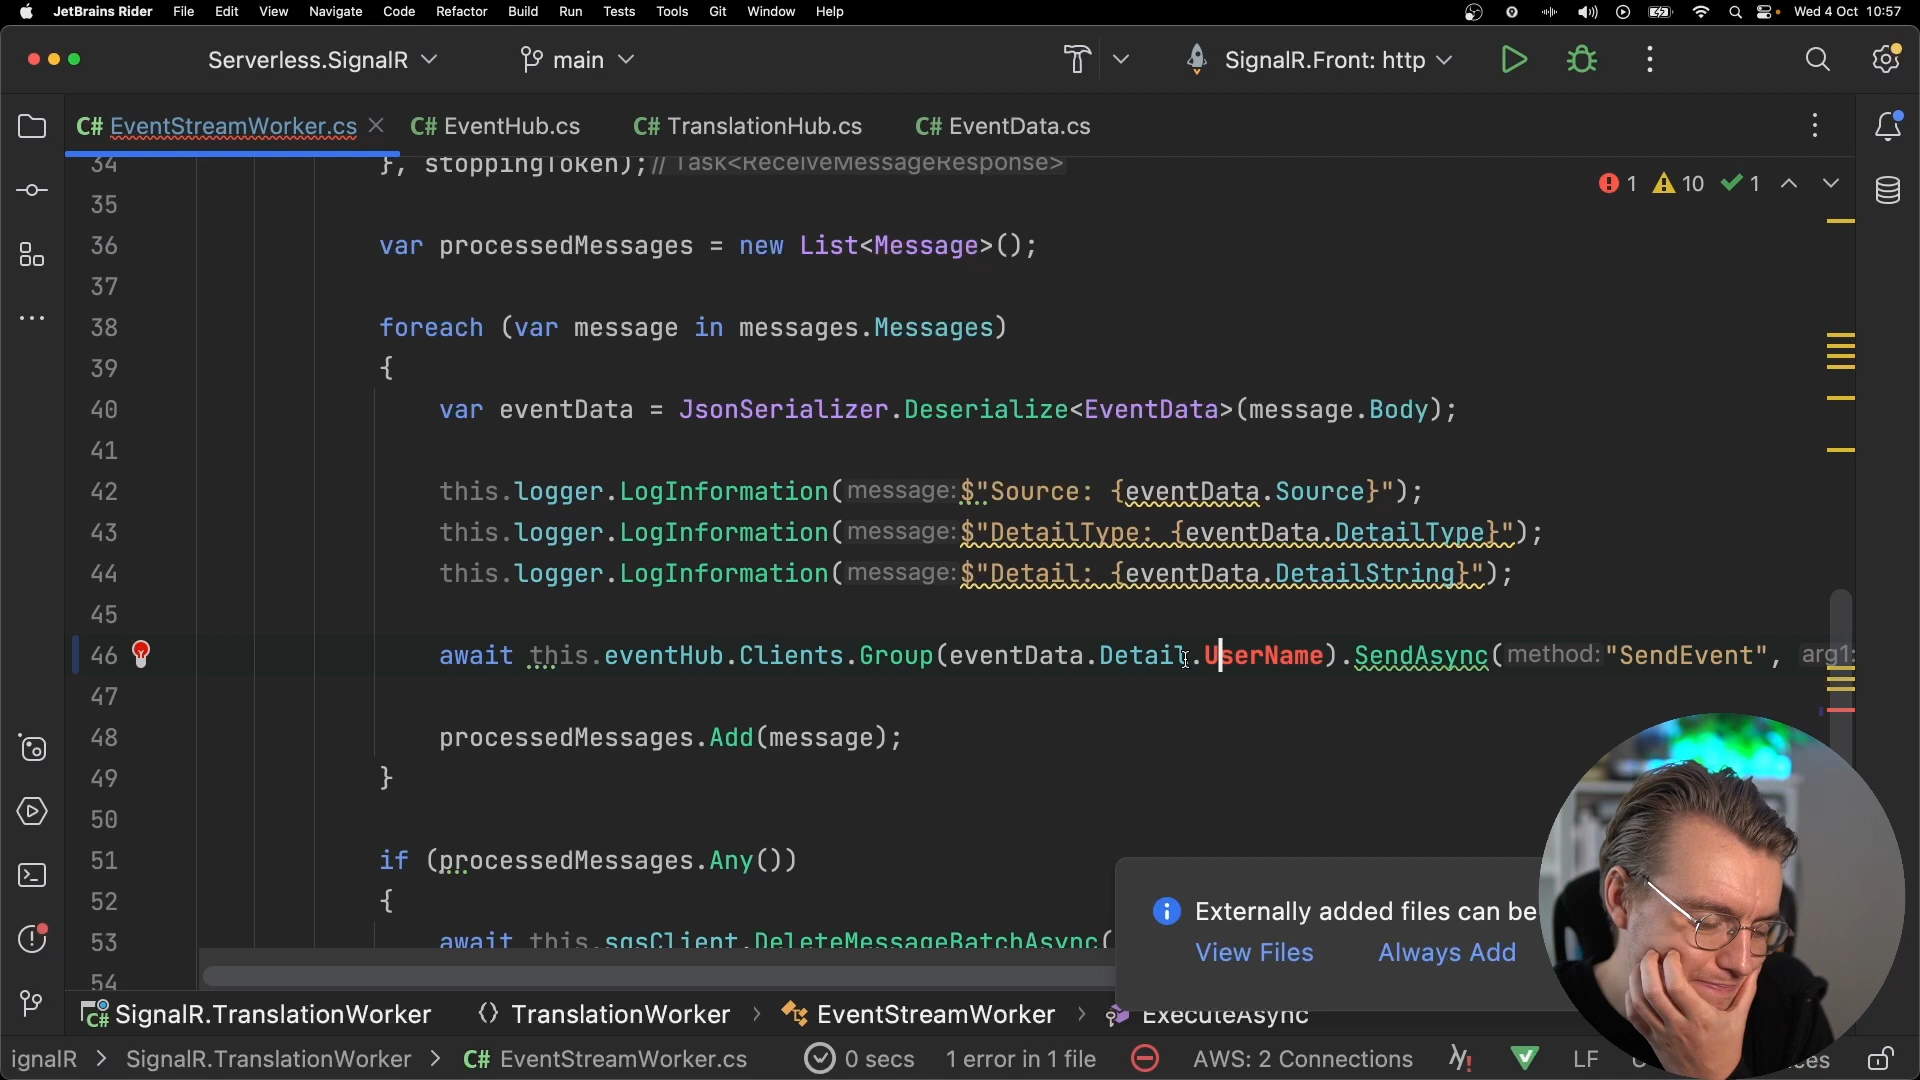 JetBrains Rider File Edit View Navigate Code Refactor Build Run Tests Tools Git Window Help Wed 4 Oct 10:57
Serverless.SignalR main SignalR.Front: http
C# EventStreamWorker.cs C# EventHub.cs C# TranslationHub.cs C# EventData.cs
34 }, stoppingToken); // Task<ReceiveMessageResponse>
1 10 1
35
36 var processedMessages = new List<Message>();
37
38 foreach (var message in messages.Messages)
39 {
40 var eventData = JsonSerializer.Deserialize<EventData>(message.Body);
41
42 this.logger.LogInformation( message: $"Source: {eventData.Source}");
43 this.logger.LogInformation( message: $"DetailType: {eventData.DetailType}");
44 this.logger.LogInformation( message: $"Detail: {eventData.DetailString}");
45
46 await this.eventHub.Clients.Group(eventData.Detail.UserName).SendAsync( method: "SendEvent", arg1:
47
48 processedMessages.Add(message);
49 }
50
51 if (processedMessages.Any())
52 {
53 await this.sqsClient.DeleteMessageBatchAsync(
54
Externally added files can be
View Files Always Add
C# SignalR.TranslationWorker TranslationWorker > EventStreamWorker > ExecuteAsync
ignalR > SignalR.TranslationWorker > C# EventStreamWorker.cs 0 secs 1 error in 1 file AWS: 2 Connections LF